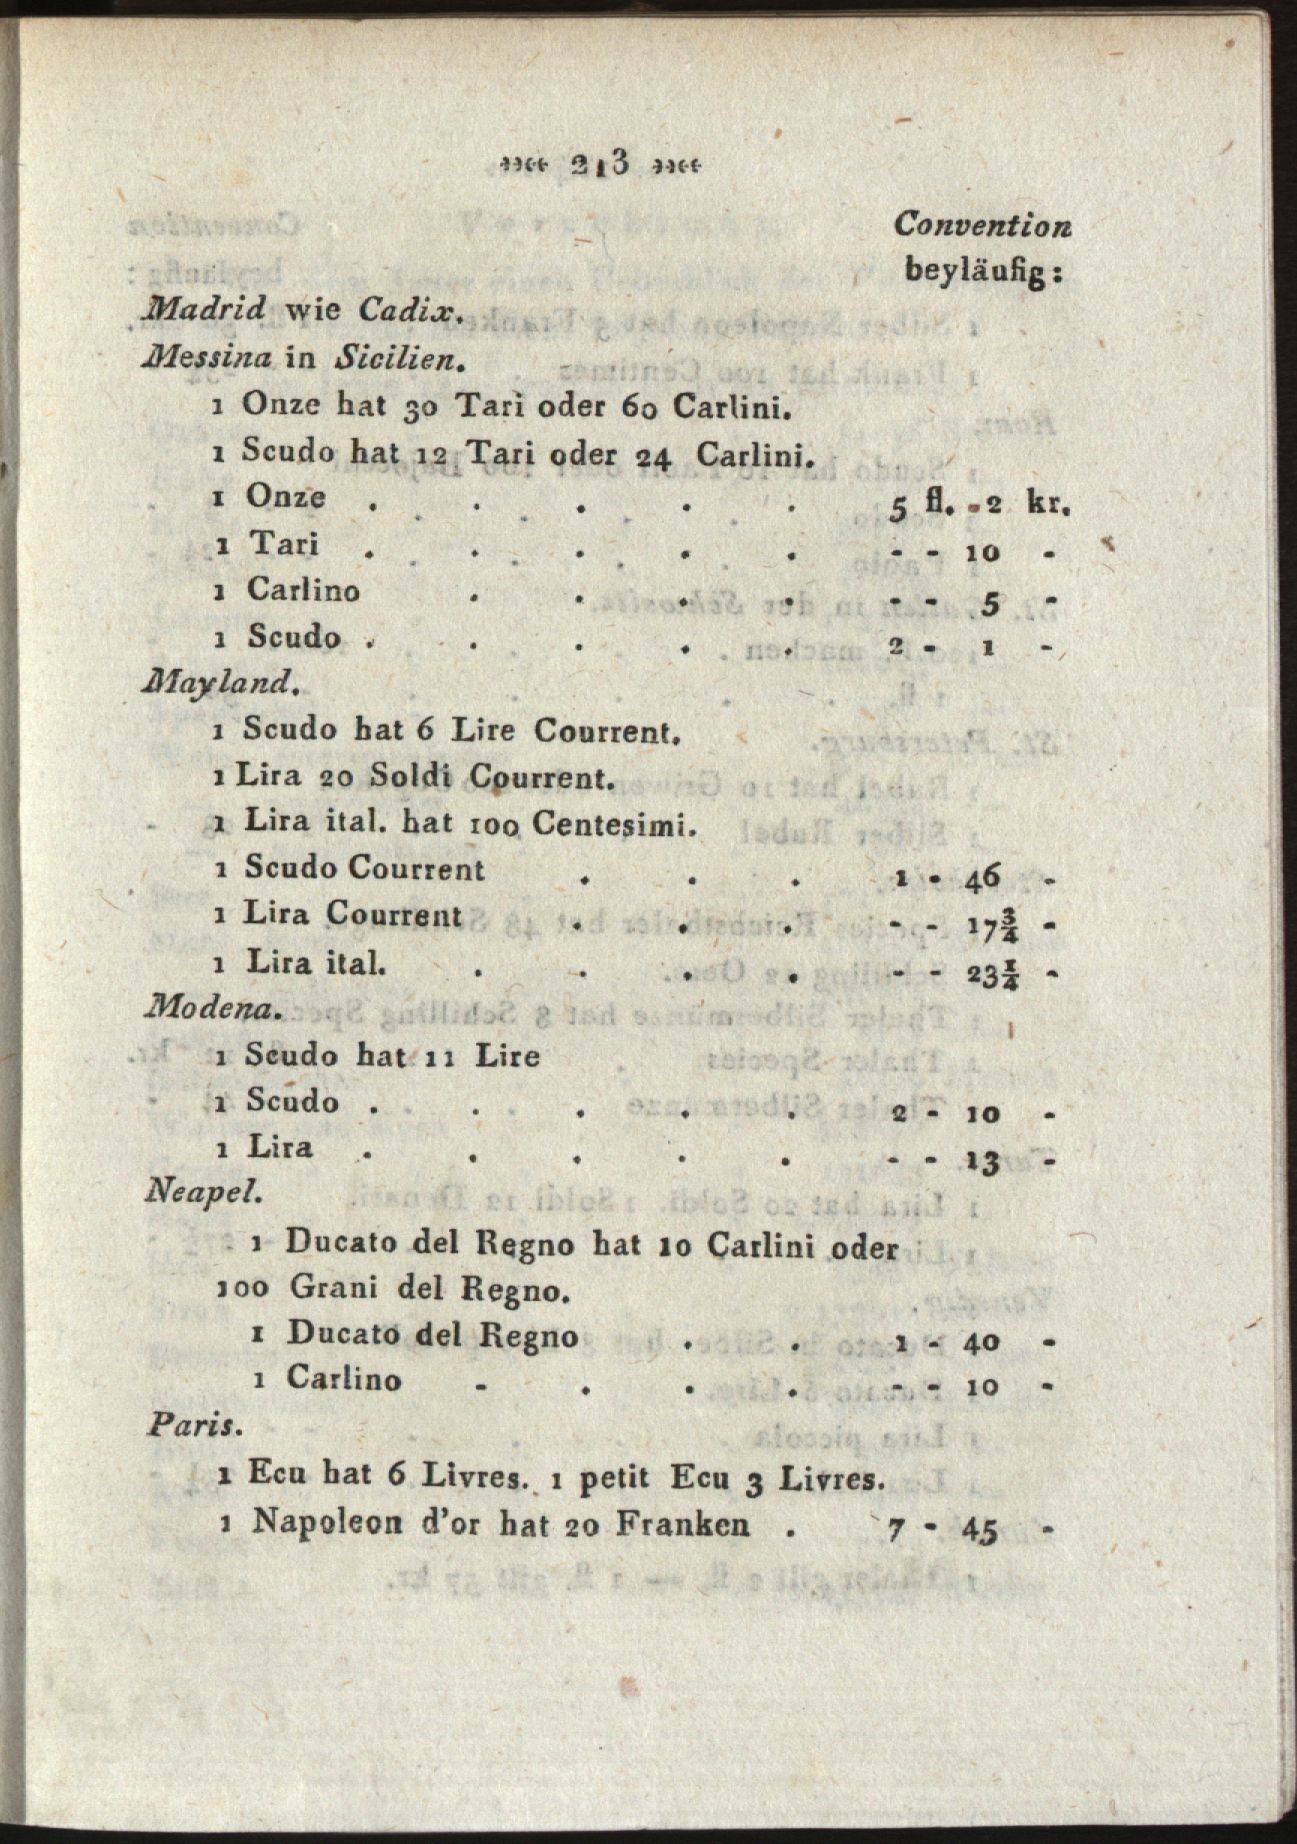 213
Convention
beyläufig:
Madrid wie Cadix.
Messina in Sicilien.
1 Onze hat 30 Tari oder 60 Carlini.
1 Scudo hat 12 Tari oder 24 Carlini.
1 Onze . . . . . 5 fl. - 2 kr.
1 Tari . . . . . - - 10 -
1 Carlino . . . . - - 5 -
1 Scudo . . . . . 2 - 1 -
Mayland.
1 Scudo hat 6 Lire Courrent.
1 Lira 20 Soldi Courrent.
1 Lira ital. hat 100 Centesimi.
1 Scudo Courrent . . . 1 - 46 -
1 Lira Courrent . . . - - 17¾ -
1 Lira ital. . . . . - - 23¼ -
Modena.
1 Scudo hat 11 Lire
1 Scudo . . . . . 2 - 10 -
1 Lira . . . . . - - 13 -
Neapel.
1 Ducato del Regno hat 10 Carlini oder
100 Grani del Regno.
1 Ducato del Regno . . 1 - 40 -
1 Carlino - . . . - - 10 -
Paris.
1 Ecu hat 6 Livres. 1 petit Ecu 3 Livres.
1 Napoleon d'or hat 20 Franken . 7 - 45 -